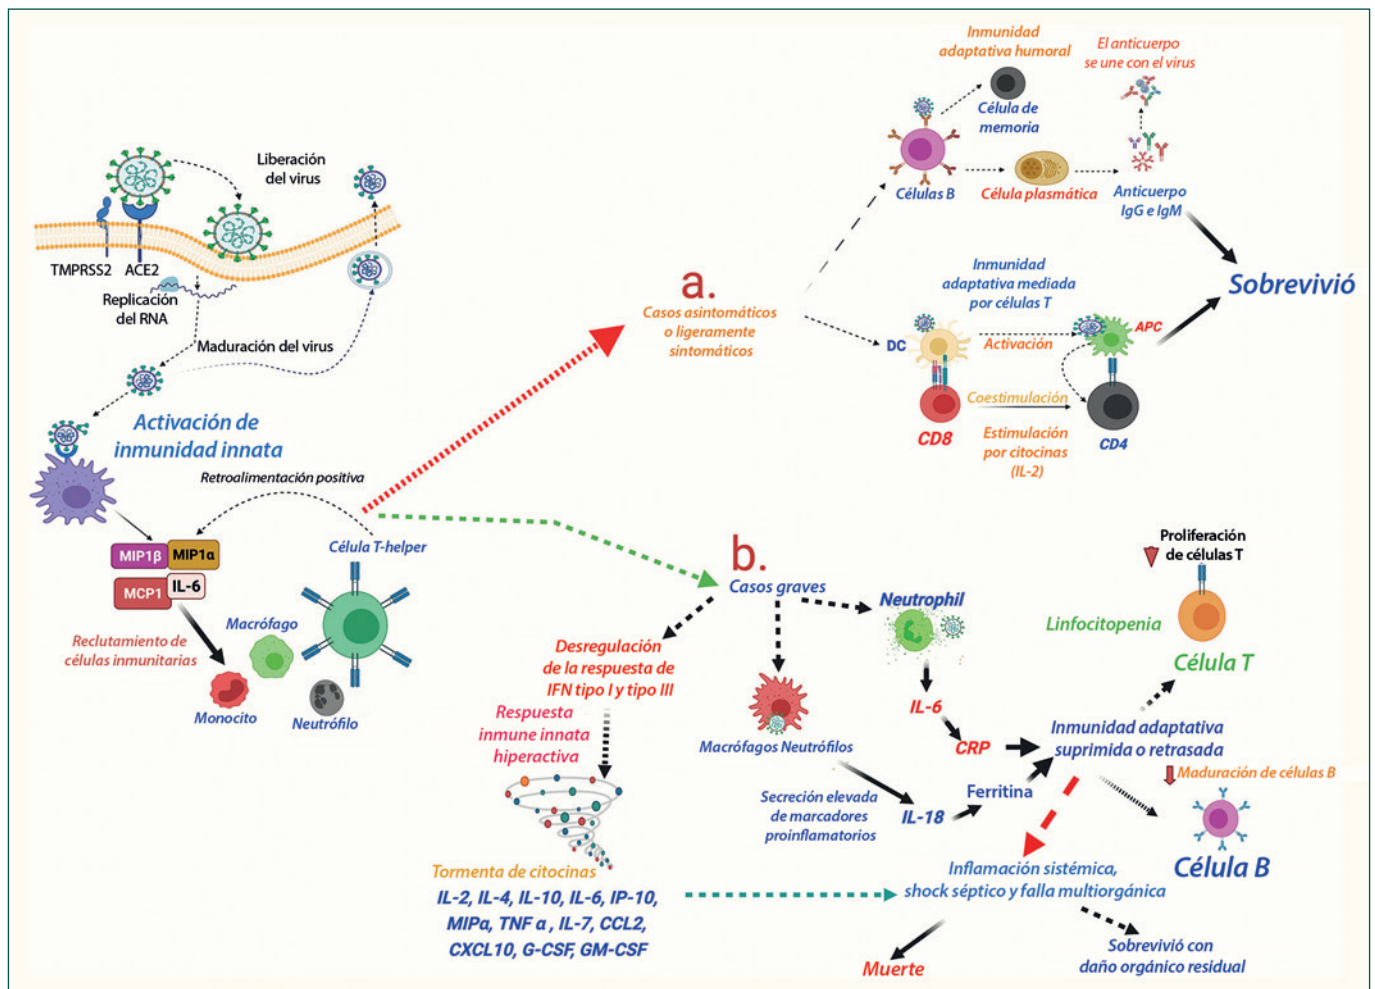 Liberación
del virus
TMPRSS2
ACE2
Replicación
del RNA
Maduración del virus
Activación de
inmunidad innata
Retroalimentación positiva
MIP1β
MIP1α
MCP1
IL-6
Célula T-helper
Reclutamiento de
células inmunitarias
Macrófago
Monocito
Neutrófilo
a.
Casos asintomáticos
o ligeramente
sintomáticos
Inmunidad
adaptativa humoral
Célula de
memoria
Células B
Célula plasmática
El anticuerpo
se une con el virus
Anticuerpo
IgG e IgM
Sobrevivió
Inmunidad
adaptativa mediada
por células T
DC
Activación
APC
Coestimulación
CD8
Estimulación
por citocinas
(IL-2)
CD4
b.
Casos graves
Desregulación
de la respuesta de
IFN tipo I y tipo III
Respuesta
inmune innata
hiperactiva
Tormenta de citocinas
IL-2, IL-4, IL-10, IL-6, IP-10,
MIPα, TNF α , IL-7, CCL2,
CXCL10, G-CSF, GM-CSF
Macrófagos Neutrófilos
Secreción elevada
de marcadores
proinflamatorios
IL-18
Ferritina
Neutrophil
IL-6
CRP
Inmunidad adaptativa
suprimida o retrasada
Proliferación
de células T
Linfocitopenia
Célula T
Maduración de células B
Célula B
Inflamación sistémica,
shock séptico y falla multiorgánica
Muerte
Sobrevivió con
daño orgánico residual